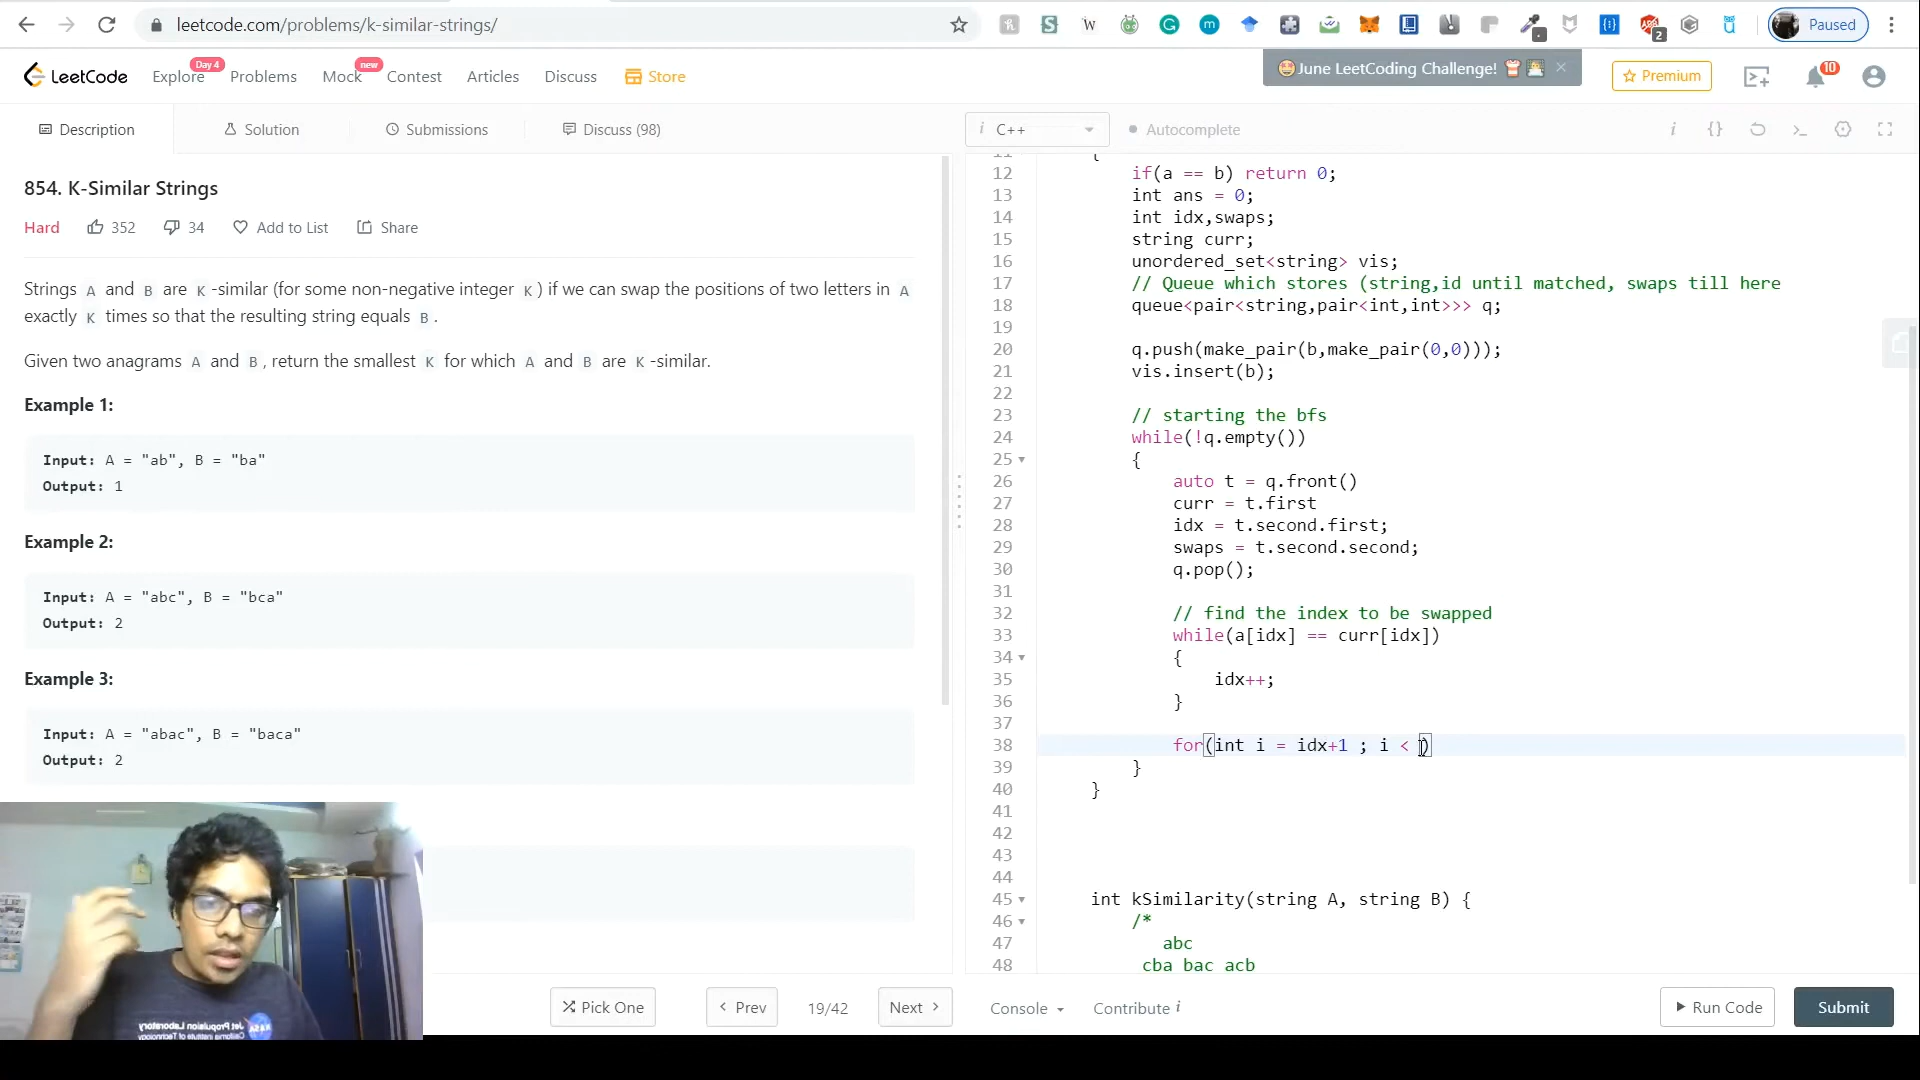 leetcode.com/problems/k-similar-strings/
Paused
LeetCode
Explore
Day 4
Problems
Mock
new
Contest
Articles
Discuss
Store
June LeetCoding Challenge!
Premium
10
Description
Solution
Submissions
Discuss (98)
i C++
Autocomplete
854. K-Similar Strings
Hard 352 34 Add to List Share
Strings A and B are K -similar (for some non-negative integer K ) if we can swap the positions of two letters in A
exactly K times so that the resulting string equals B .
Given two anagrams A and B , return the smallest K for which A and B are K -similar.
Example 1:
Input: A = "ab", B = "ba"
Output: 1
Example 2:
Input: A = "abc", B = "bca"
Output: 2
Example 3:
Input: A = "abac", B = "baca"
Output: 2
11 {
12 if(a == b) return 0;
13 int ans = 0;
14 int idx,swaps;
15 string curr;
16 unordered_set<string> vis;
17 // Queue which stores (string,id until matched, swaps till here
18 queue<pair<string,pair<int,int>>> q;
19
20 q.push(make_pair(b,make_pair(0,0)));
21 vis.insert(b);
22
23 // starting the bfs
24 while(!q.empty())
25 {
26 auto t = q.front()
27 curr = t.first
28 idx = t.second.first;
29 swaps = t.second.second;
30 q.pop();
31
32 // find the index to be swapped
33 while(a[idx] == curr[idx])
34 {
35 idx++;
36 }
37
38 for(int i = idx+1 ; i < )
39 }
40 }
41
42
43
44
45 int kSimilarity(string A, string B) {
46 /*
47 abc
48 cba bac acb
Jet Propulsion Laboratory
California Institute of Technology
NASA
Pick One
Prev
19/42
Next
Console
Contribute i
Run Code
Submit